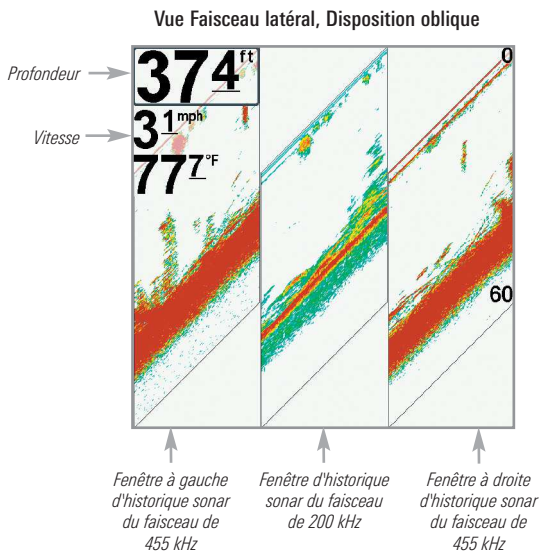 Vue Faisceau latéral, Disposition oblique
Profondeur
374 ft
0
Vitesse
31 mph
777 °F
60
Fenêtre à gauche
d'historique sonar
du faisceau de
455 kHz
Fenêtre d'historique
sonar du faisceau
de 200 kHz
Fenêtre à droite
d'historique sonar
du faisceau de
455 kHz